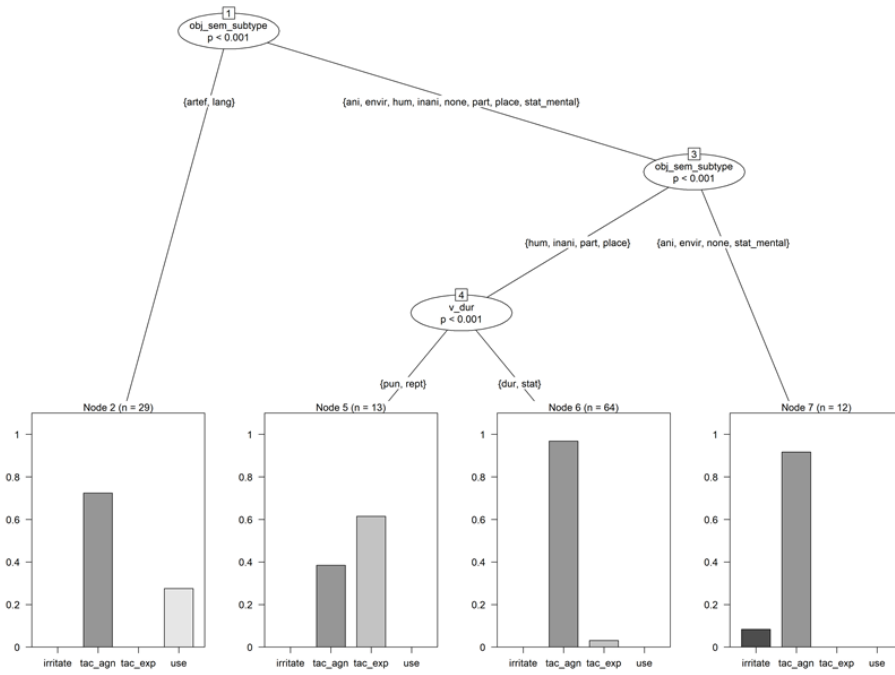 1
obj_sem_subtype
p < 0.001
{artef, lang}
{ani, envir, hum, inani, none, part, place, stat_mental}
3
obj_sem_subtype
p < 0.001
{hum, inani, part, place}
{ani, envir, none, stat_mental}
4
v_dur
p < 0.001
{pun, rept}
{dur, stat}
Node 2 (n = 29)
1
0.8
0.6
0.4
0.2
0
irritate tac_agn tac_exp use
Node 5 (n = 13)
1
0.8
0.6
0.4
0.2
0
irritate tac_agn tac_exp use
Node 6 (n = 64)
1
0.8
0.6
0.4
0.2
0
irritate tac_agn tac_exp use
Node 7 (n = 12)
1
0.8
0.6
0.4
0.2
0
irritate tac_agn tac_exp use